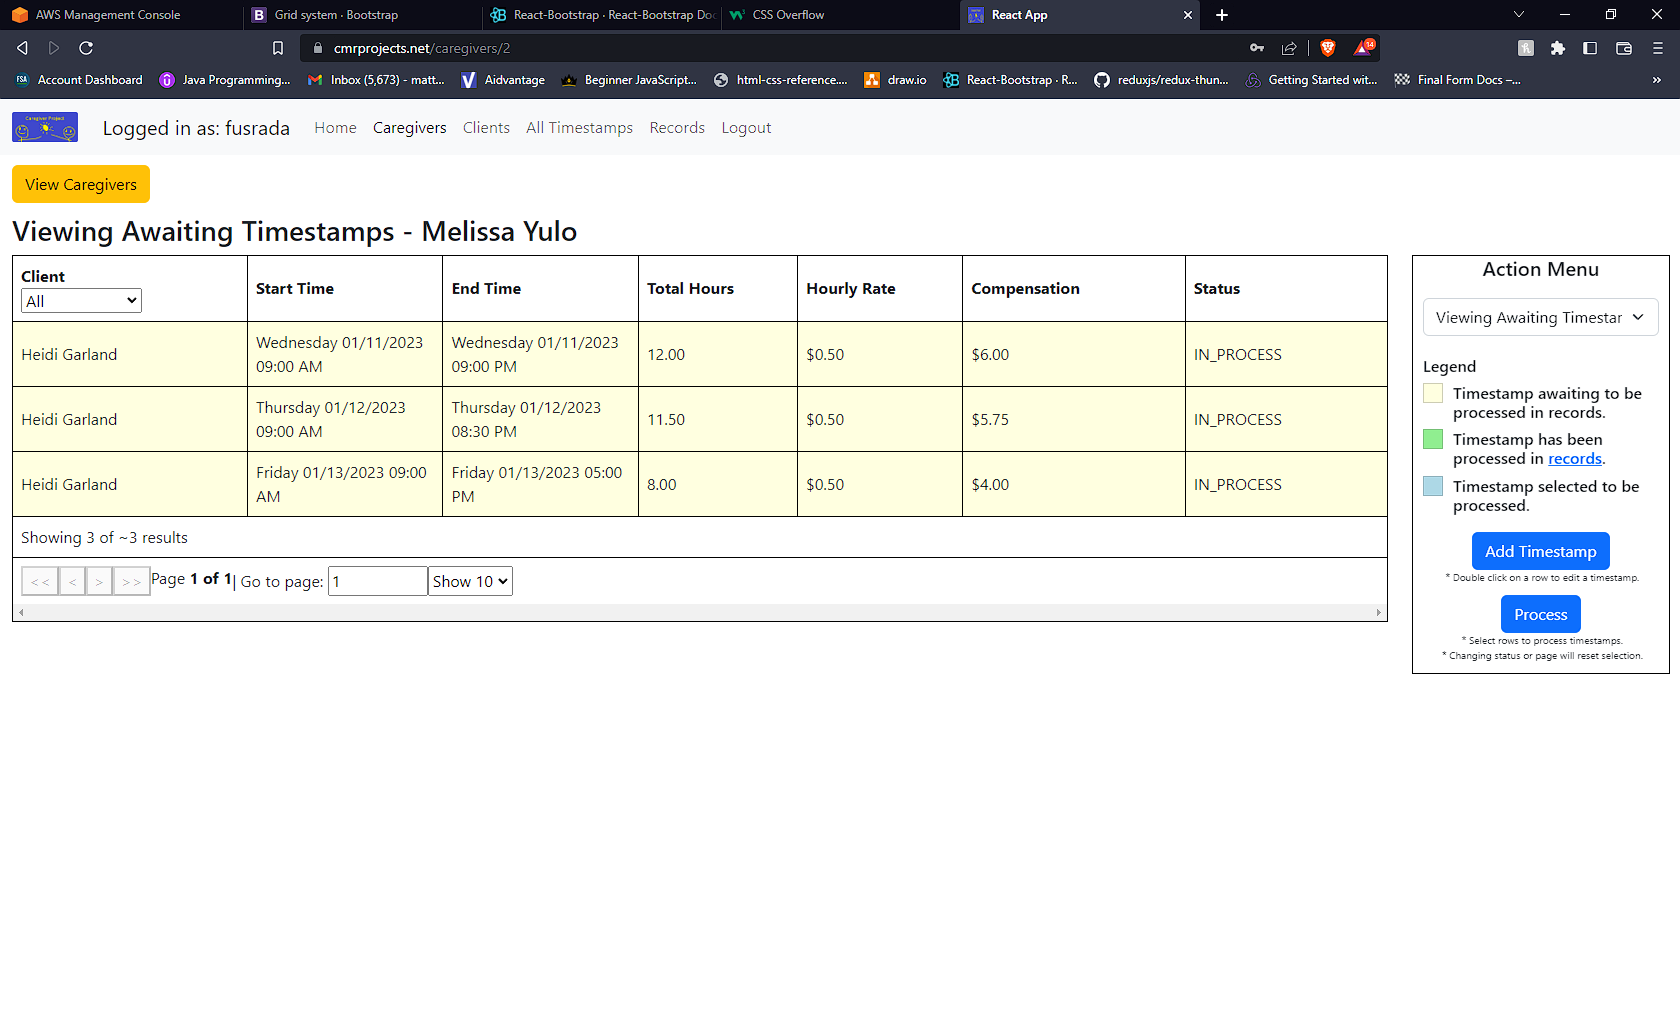 AWS Management Console
Grid system · Bootstrap
React-Bootstrap · React-Bootstrap Doc
CSS Overflow
React App
cmrprojects.net/caregivers/2
14
Account Dashboard
Java Programming...
Inbox (5,673) - matt...
Aidvantage
Beginner JavaScript...
html-css-reference....
draw.io
React-Bootstrap · R...
reduxjs/redux-thun...
Getting Started wit...
Final Form Docs –...
»
Caregiver Project
Logged in as: fusrada
Home
Caregivers
Clients
All Timestamps
Records
Logout
View Caregivers
Viewing Awaiting Timestamps - Melissa Yulo
Client
All
Start Time
End Time
Total Hours
Hourly Rate
Compensation
Status
Heidi Garland
Wednesday 01/11/2023
09:00 AM
Wednesday 01/11/2023
09:00 PM
12.00
$0.50
$6.00
IN_PROCESS
Heidi Garland
Thursday 01/12/2023
09:00 AM
Thursday 01/12/2023
08:30 PM
11.50
$0.50
$5.75
IN_PROCESS
Heidi Garland
Friday 01/13/2023 09:00
AM
Friday 01/13/2023 05:00
PM
8.00
$0.50
$4.00
IN_PROCESS
Showing 3 of ~3 results
<< < > >> Page 1 of 1 | Go to page: 1 Show 10
Action Menu
Viewing Awaiting Timestar
Legend
Timestamp awaiting to be
processed in records.
Timestamp has been
processed in records.
Timestamp selected to be
processed.
Add Timestamp
* Double click on a row to edit a timestamp.
Process
* Select rows to process timestamps.
* Changing status or page will reset selection.